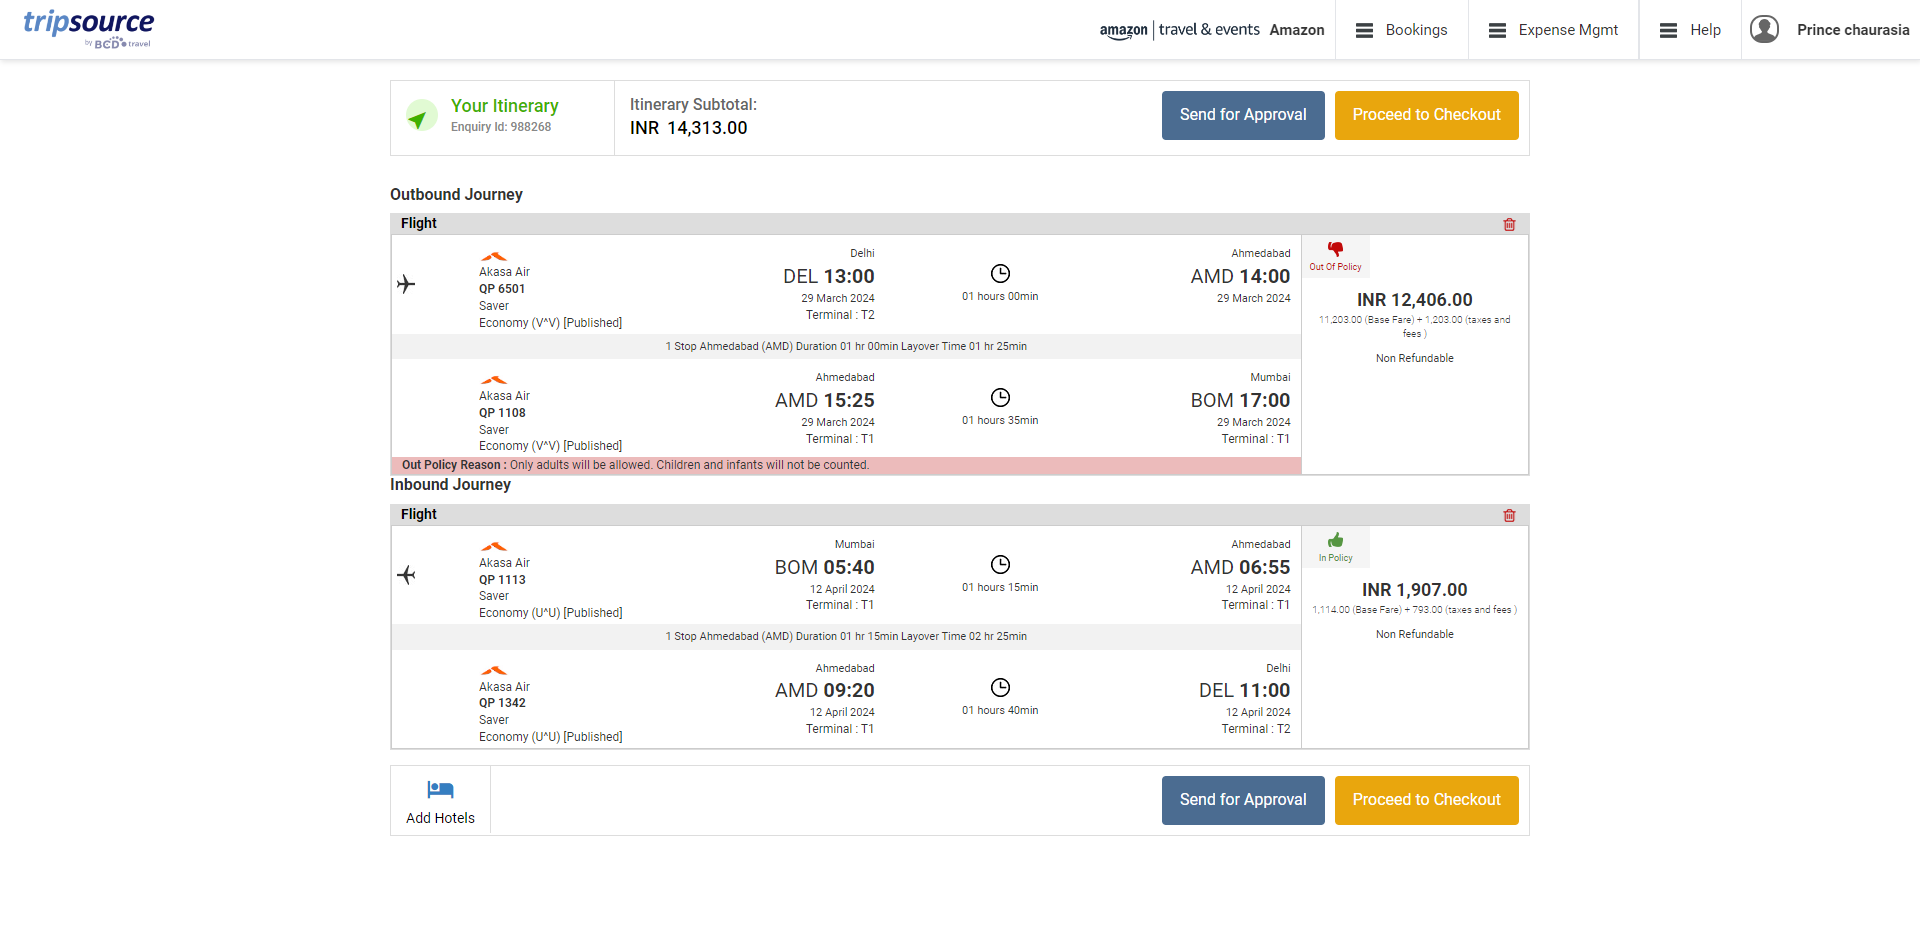 tripsource
by BCD travel
amazon | travel & events Amazon
Bookings
Expense Mgmt
Help
Prince chaurasia
Your Itinerary
Enquiry Id: 988268
Itinerary Subtotal:
INR 14,313.00
Send for Approval
Proceed to Checkout
Outbound Journey
Flight
Akasa Air
QP 6501
Saver
Economy (V^V) [Published]
Delhi
DEL 13:00
29 March 2024
Terminal : T2
01 hours 00min
Ahmedabad
AMD 14:00
29 March 2024
Out Of Policy
INR 12,406.00
11,203.00 (Base Fare) + 1,203.00 (taxes and
fees )
Non Refundable
1 Stop Ahmedabad (AMD) Duration 01 hr 00min Layover Time 01 hr 25min
Akasa Air
QP 1108
Saver
Economy (V^V) [Published]
Ahmedabad
AMD 15:25
29 March 2024
Terminal : T1
01 hours 35min
Mumbai
BOM 17:00
29 March 2024
Terminal : T1
Out Policy Reason : Only adults will be allowed. Children and infants will not be counted.
Inbound Journey
Flight
Akasa Air
QP 1113
Saver
Economy (U^U) [Published]
Mumbai
BOM 05:40
12 April 2024
Terminal : T1
01 hours 15min
Ahmedabad
AMD 06:55
12 April 2024
Terminal : T1
In Policy
INR 1,907.00
1,114.00 (Base Fare) + 793.00 (taxes and fees )
Non Refundable
1 Stop Ahmedabad (AMD) Duration 01 hr 15min Layover Time 02 hr 25min
Akasa Air
QP 1342
Saver
Economy (U^U) [Published]
Ahmedabad
AMD 09:20
12 April 2024
Terminal : T1
01 hours 40min
Delhi
DEL 11:00
12 April 2024
Terminal : T2
Add Hotels
Send for Approval
Proceed to Checkout